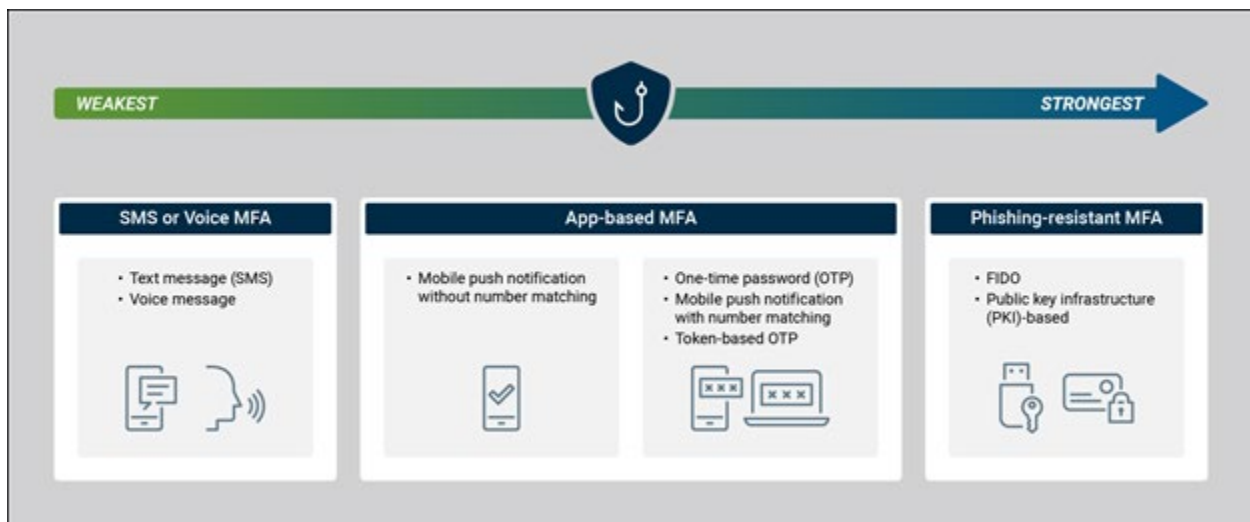 WEAKEST
STRONGEST
SMS or Voice MFA
• Text message (SMS)
• Voice message
App-based MFA
• Mobile push notification
without number matching
• One-time password (OTP)
• Mobile push notification
with number matching
• Token-based OTP
Phishing-resistant MFA
• FIDO
• Public key infrastructure
(PKI)-based